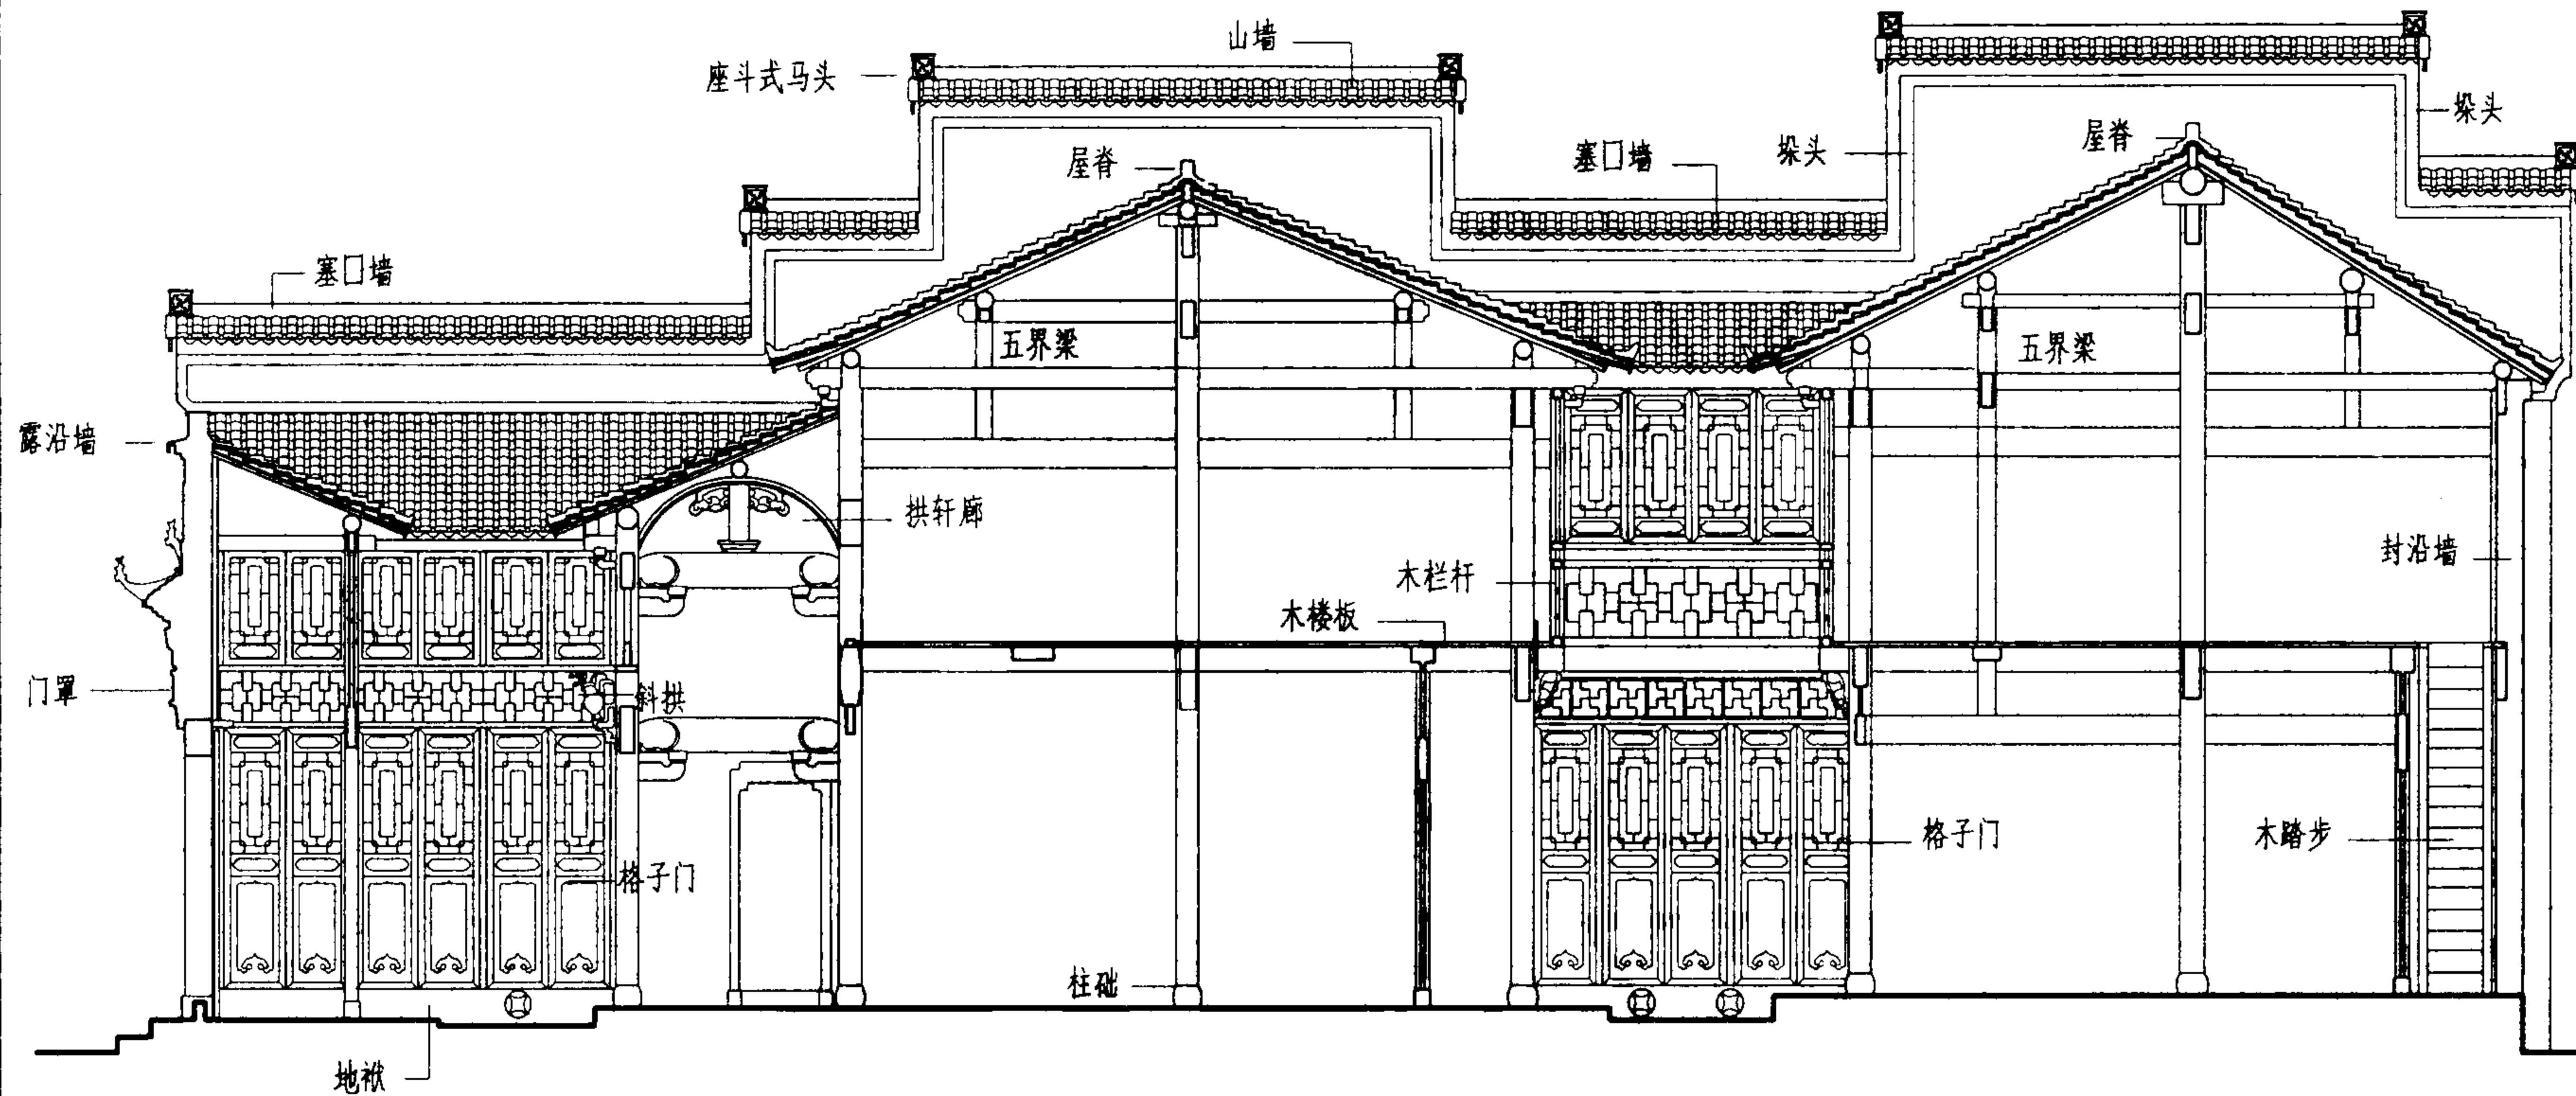 山墙
座斗式马头
垛头
屋脊
塞口墙
垛头
屋脊
塞口墙
五界梁
五界梁
露沿墙
拱轩廊
封沿墙
木栏杆
木楼板
门罩
斜拱
格子门
木踏步
格子门
柱础
地袱